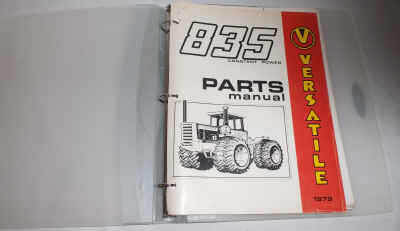 835
CONSTANT POWER
PARTS
manual
V
VERSATILE
1979